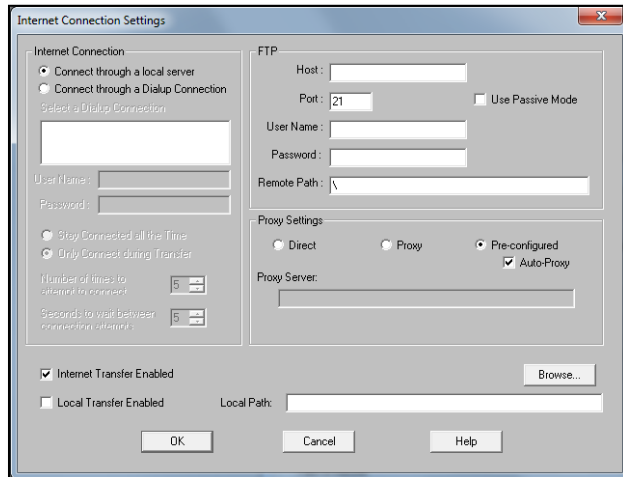 Internet Connection Settings
Internet Connection
Connect through a local server
Connect through a Dialup Connection
Select a Dialup Connection
User Name :
Password :
Stay Connected all the Time
Only Connect during Transfer
Number of times to
attempt to connect
5
Seconds to wait between
connection attempts
5
FTP
Host :
Port : 21
Use Passive Mode
User Name :
Password :
Remote Path : \
Proxy Settings
Direct
Proxy
Pre-configured
Auto-Proxy
Proxy Server:
Internet Transfer Enabled
Browse...
Local Transfer Enabled
Local Path:
OK
Cancel
Help